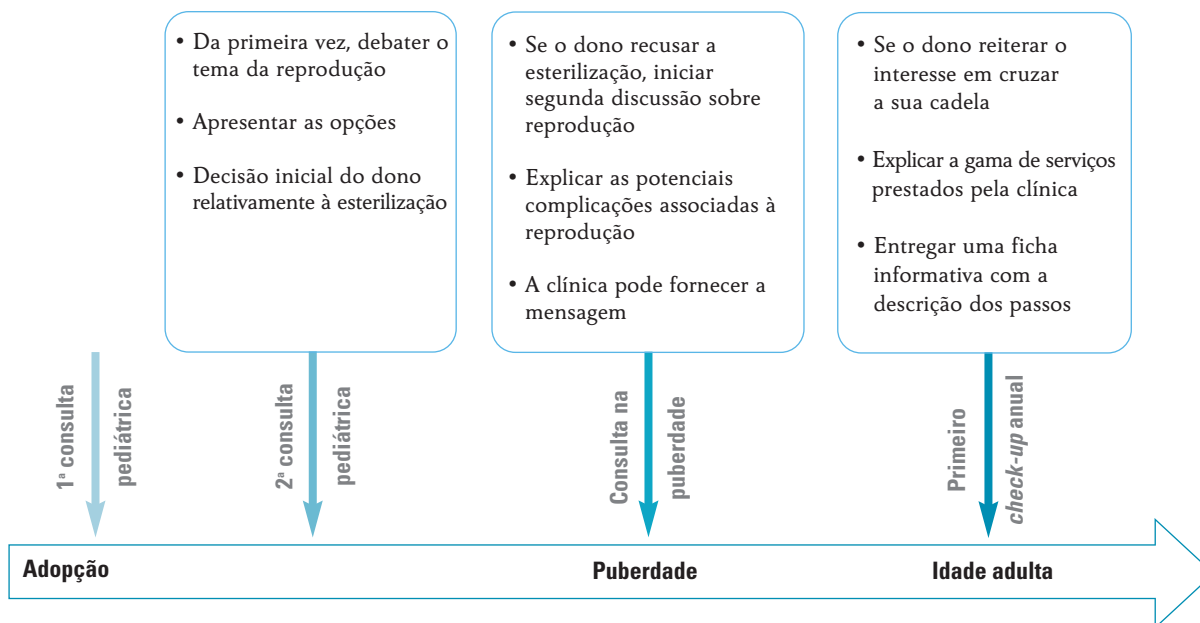 • Da primeira vez, debater o
tema da reprodução
• Apresentar as opções
• Decisão inicial do dono
relativamente à esterilização
• Se o dono recusar a
esterilização, iniciar
segunda discussão sobre
reprodução
• Explicar as potenciais
complicações associadas à
reprodução
• A clínica pode fornecer a
mensagem
• Se o dono reiterar o
interesse em cruzar
a sua cadela
• Explicar a gama de serviços
prestados pela clínica
• Entregar uma ficha
informativa com a
descrição dos passos
1ª consulta
pediátrica
2ª consulta
pediátrica
Consulta na
puberdade
Primeiro
check-up anual
Adopção
Puberdade
Idade adulta